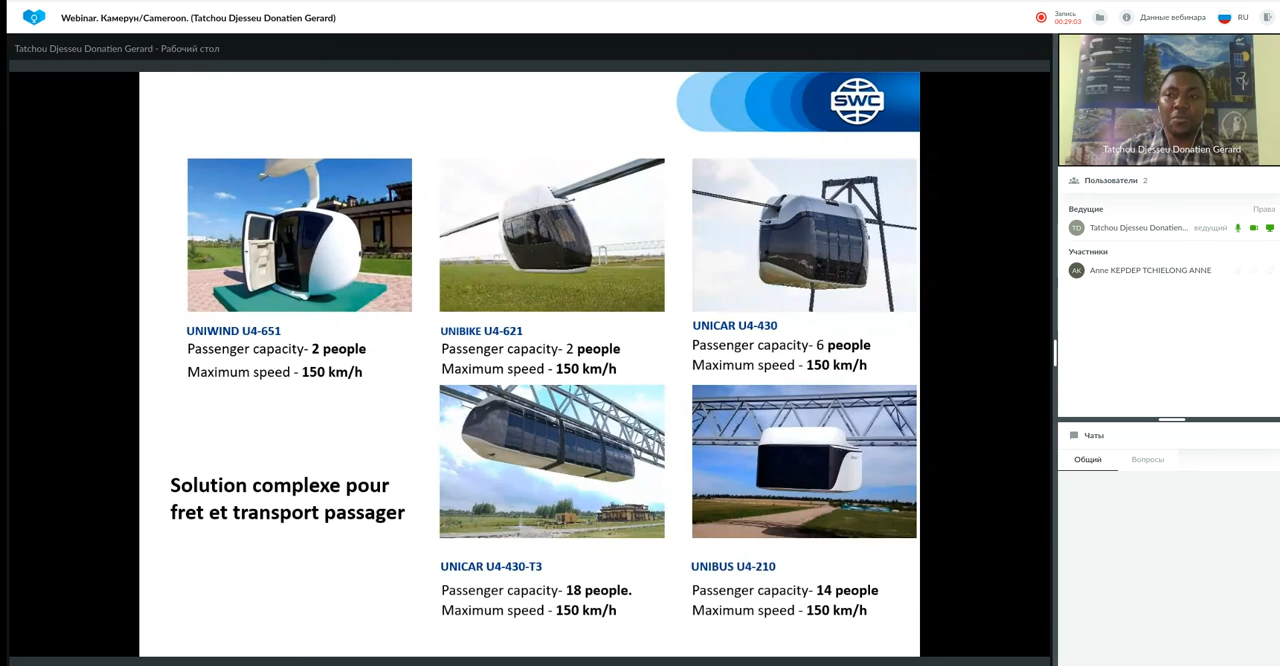 Webinar. Камерун/Cameroon. (Tatchou Djesseu Donatien Gerard)
Запись
00:29:03
Данные вебинара
RU
Tatchou Djesseu Donatien Gerard - Рабочий стол
SWC
UNIWIND U4-651
Passenger capacity- 2 people
Maximum speed - 150 km/h
UNIBIKE U4-621
Passenger capacity- 2 people
Maximum speed - 150 km/h
UNICAR U4-430
Passenger capacity- 6 people
Maximum speed - 150 km/h
Solution complexe pour
fret et transport passager
UNICAR U4-430-T3
Passenger capacity- 18 people.
Maximum speed - 150 km/h
UNIBUS U4-210
Passenger capacity- 14 people
Maximum speed - 150 km/h
Tatchou Djesseu Donatien Gerard
Пользователи 2
Ведущие Права
TD Tatchou Djesseu Donatien... ведущий
Участники
AK Anne KEPDEP TCHIELONG ANNE
Чаты
Общий Вопросы